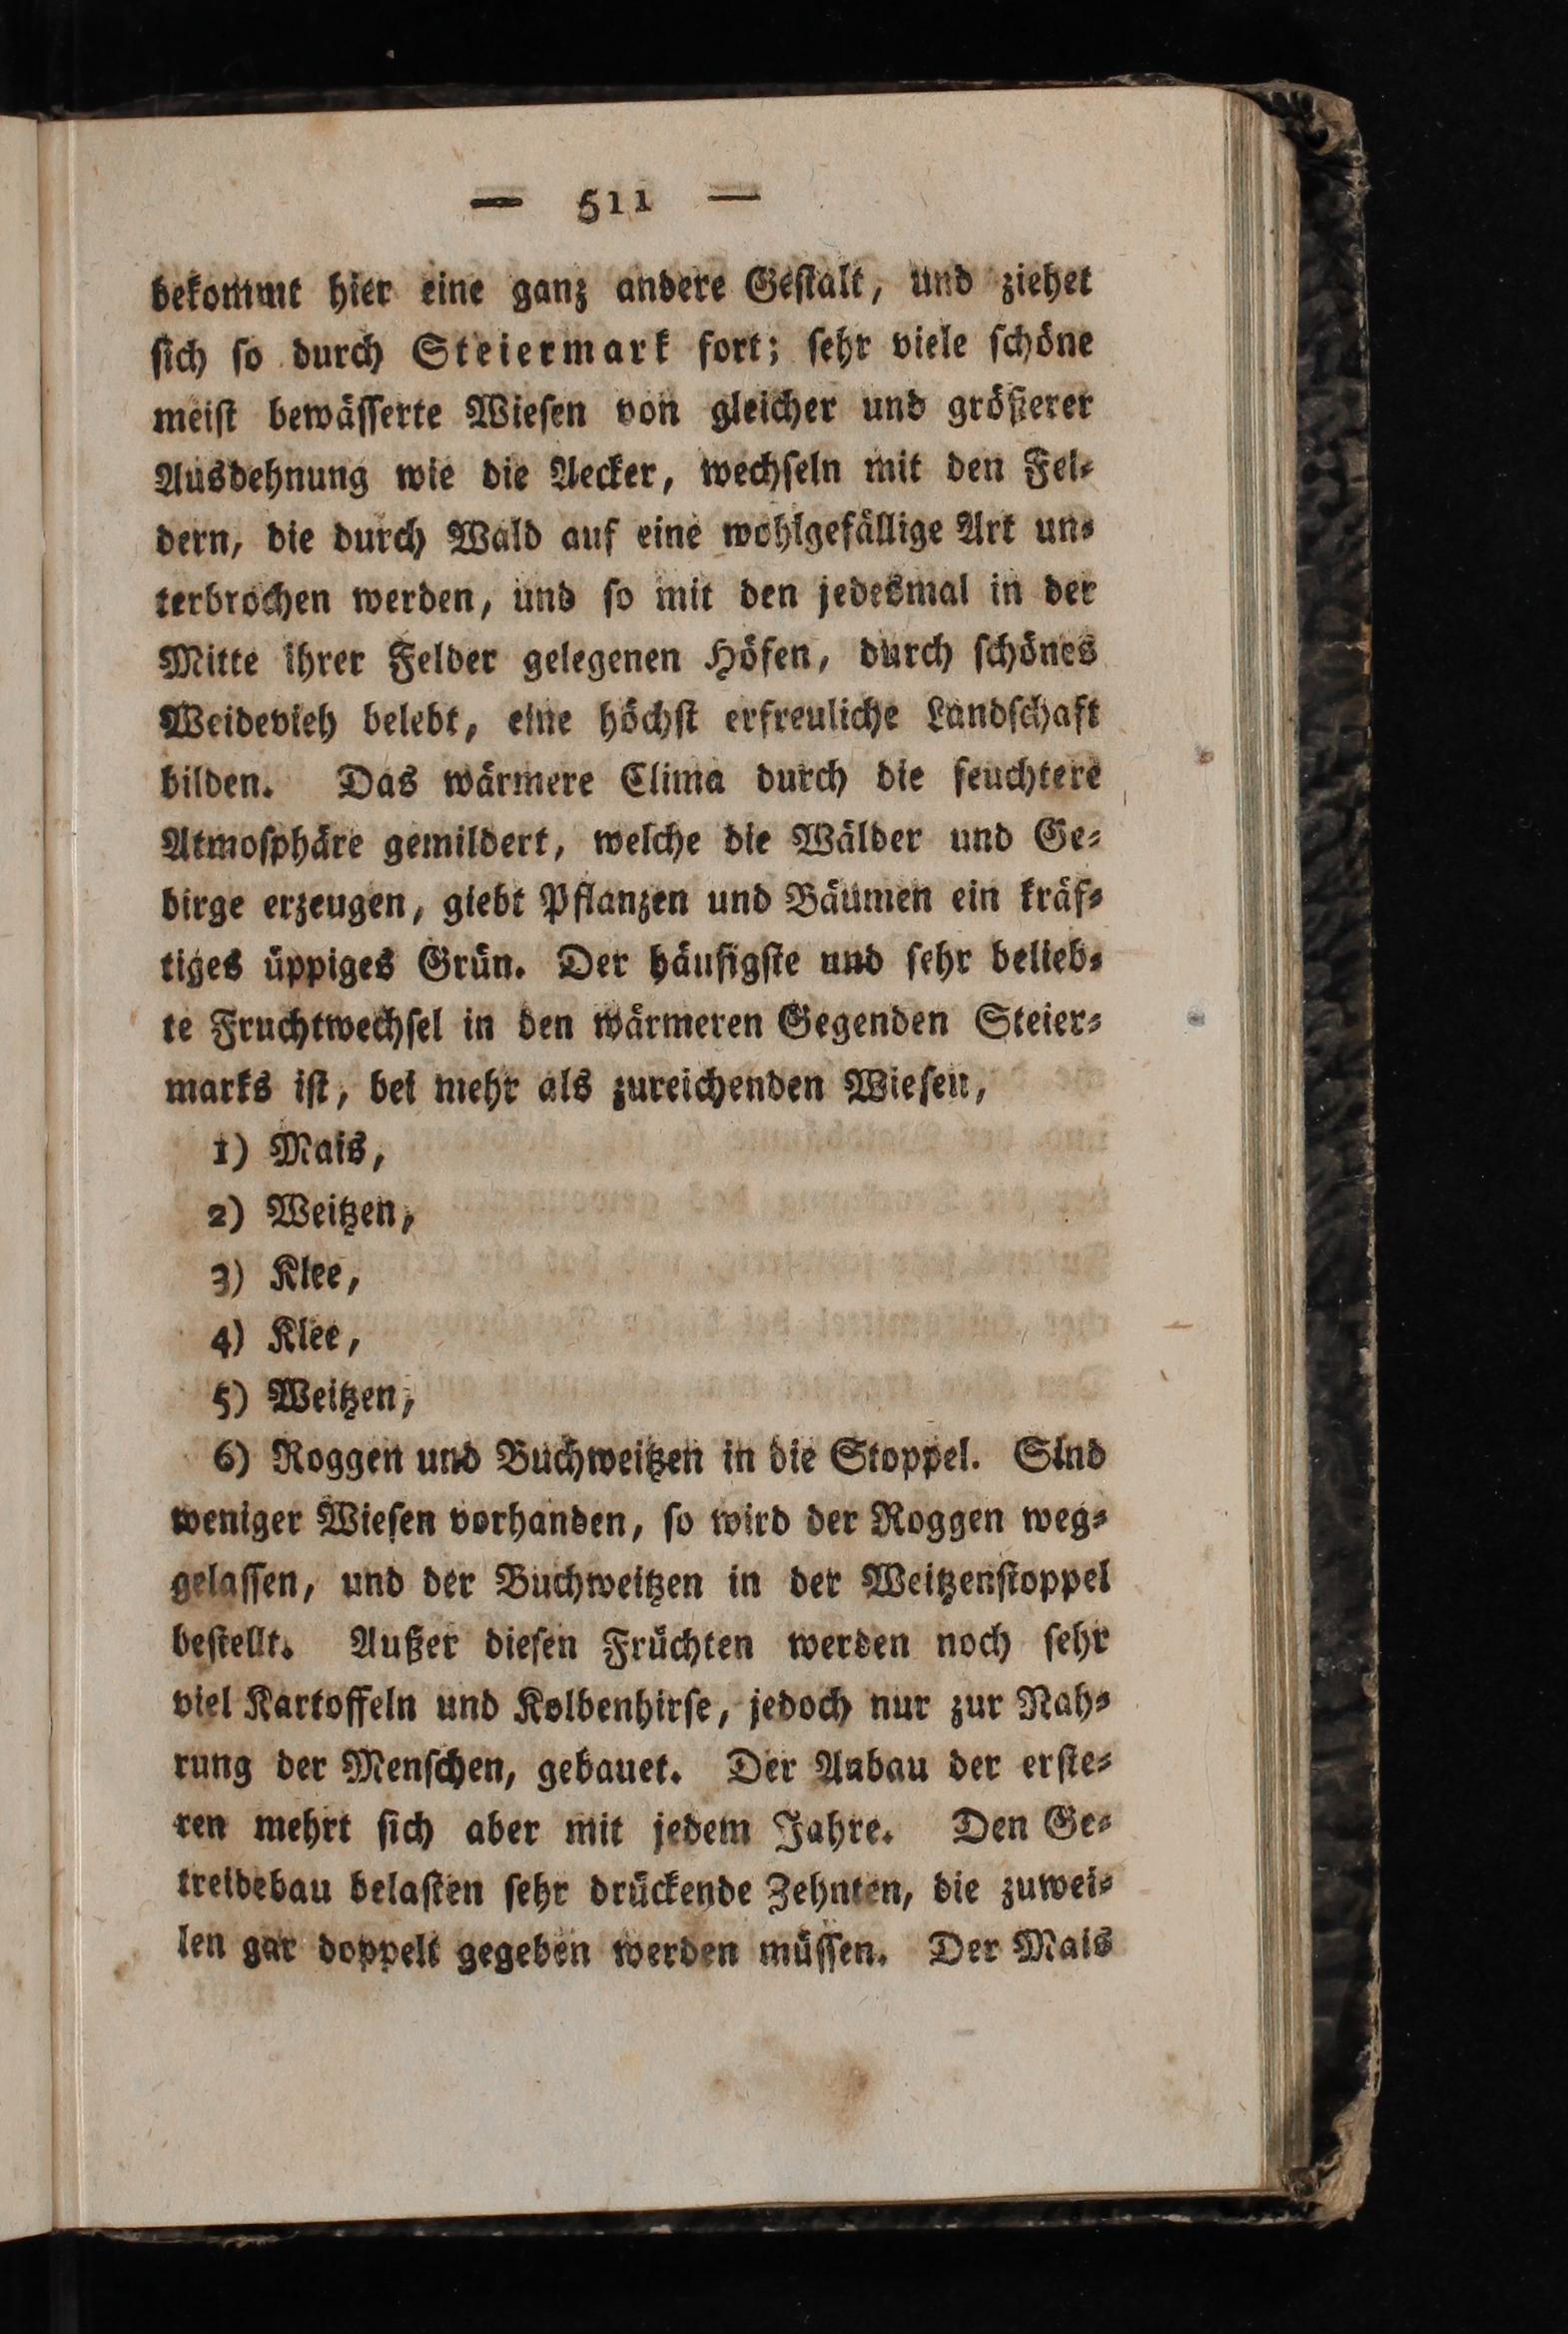 — 511 —
bekommt hier eine ganz andere Geſtalt, und ziehet
ſich ſo durch Steiermark fort; ſehr viele ſchöne
meiſt bewäſſerte Wieſen von gleicher und größerer
Ausdehnung wie die Aecker, wechſeln mit den Fel⸗
dern, die durch Wald auf eine wohlgefällige Art un⸗
terbrochen werden, und ſo mit den jedesmal in der
Mitte ihrer Felder gelegenen Höfen, durch ſchönes
Weidevieh belebt, eine höchſt erfreuliche Landſchaft
bilden. Das wärmere Clima durch die feuchtere
Atmoſphäre gemildert, welche die Wälder und Ge⸗
birge erzeugen, giebt Pflanzen und Bäumen ein kräf⸗
tiges üppiges Grün. Der häufigſte und ſehr belieb⸗
te Fruchtwechſel in den wärmeren Gegenden Steier⸗
marks iſt, bei mehr als zureichenden Wieſen,
1) Mais,
2) Weitzen,
3) Klee,
4) Klee,
5) Weitzen,
6) Roggen und Buchweitzen in die Stoppel. Sind
weniger Wieſen vorhanden, ſo wird der Roggen weg⸗
gelaſſen, und der Buchweitzen in der Weitzenſtoppel
beſtellt. Außer dieſen Früchten werden noch ſehr
viel Kartoffeln und Kolbenhirſe, jedoch nur zur Nah⸗
rung der Menſchen, gebauet. Der Anbau der erſte⸗
ren mehrt ſich aber mit jedem Jahre. Den Ge⸗
treidebau belaſten ſehr drückende Zehnten, die zuwei⸗
len gar doppelt gegeben werden müſſen. Der Mais